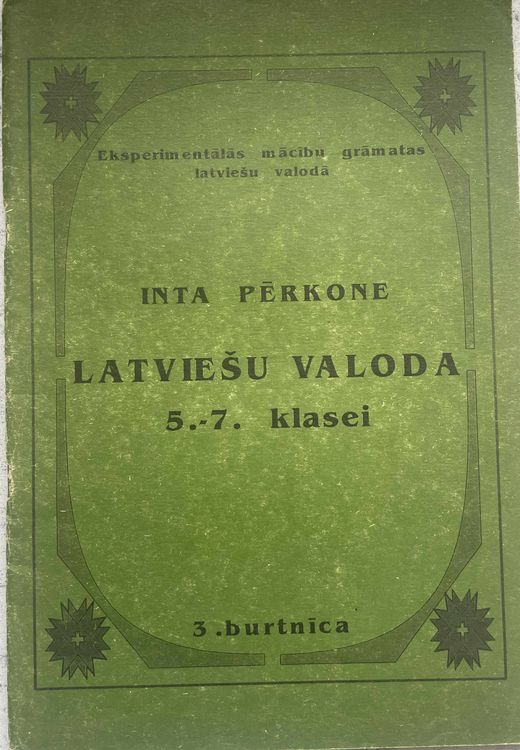 Eksperimentālās mācību grāmatas
latviešu valodā
INTA PĒRKONE
LATVIEŠU VALODA
5.-7. klasei
3.burtnīca